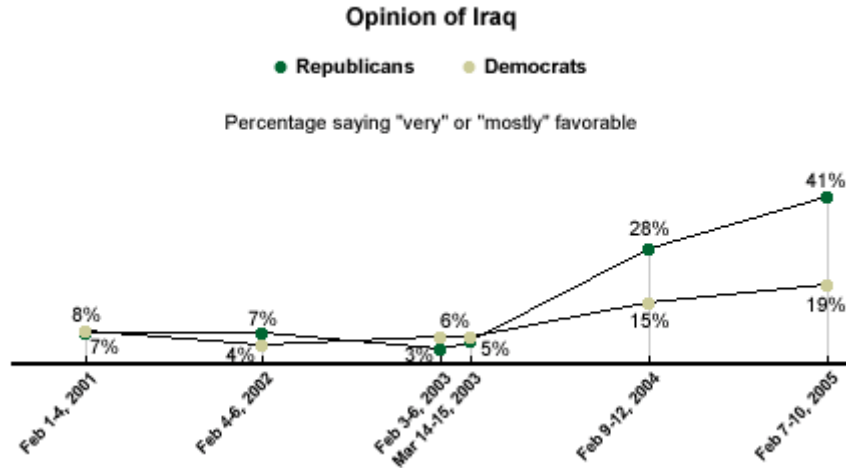 Opinion of Iraq
Republicans Democrats
Percentage saying "very" or "mostly" favorable
41%
28%
8% 7% 6% 19%
7% 4% 3% 5% 15%
Feb 1-4, 2001 Feb 4-6, 2002 Feb 3-6, 2003 Mar 14-15, 2003 Feb 9-12, 2004 Feb 7-10, 2005